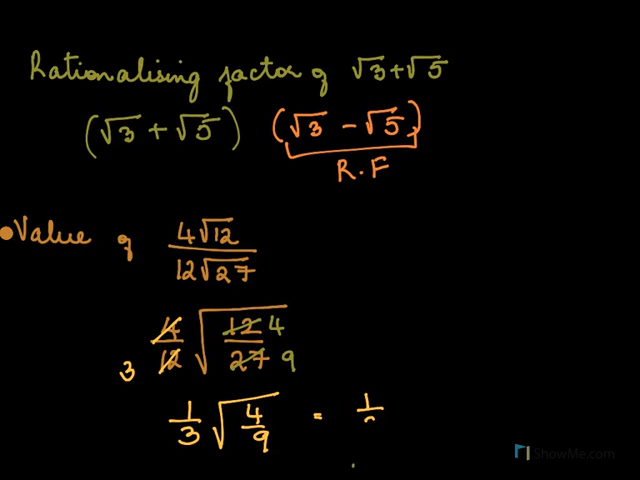 Rationalising factor of √3+√5
(√3 + √5) (√3 − √5)
R.F
•Value of 4√12/12√27
4/12 √12/27 4 9
3
1/3 √4/9 = 1/
ShowMe.com